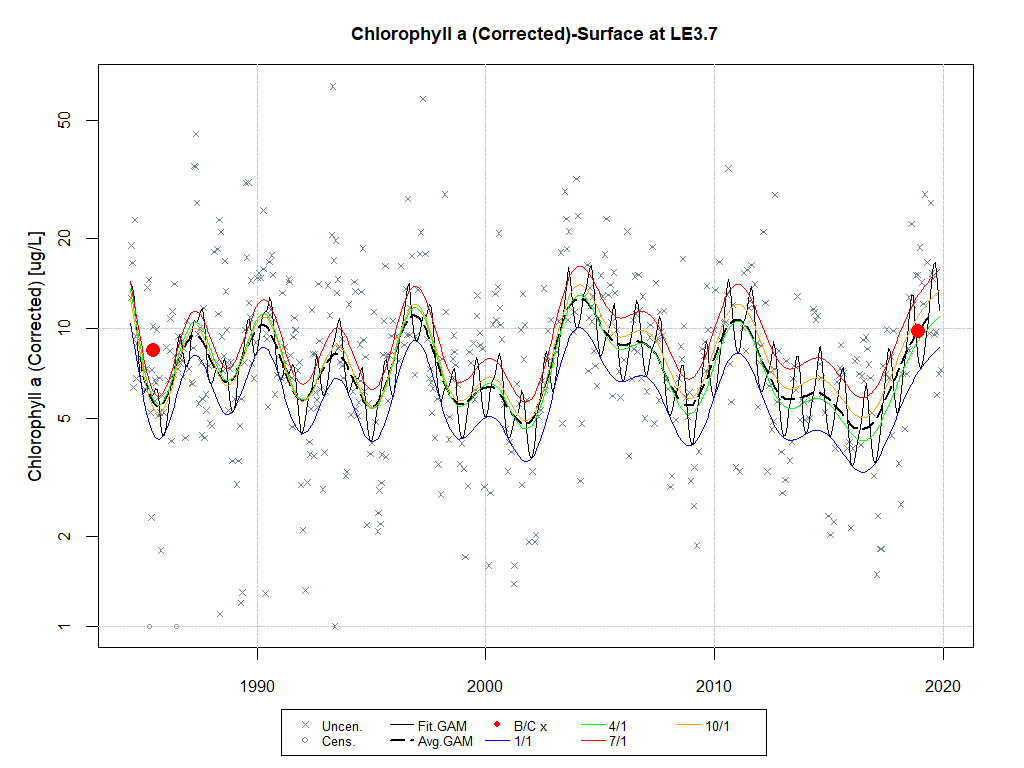 Chlorophyll a (Corrected)-Surface at LE3.7
Chlorophyll a (Corrected) [ug/L]
50
20
10
5
2
1
1990 2000 2010 2020
Uncen. Fit.GAM B/C x 4/1 10/1
Cens. Avg.GAM 1/1 7/1